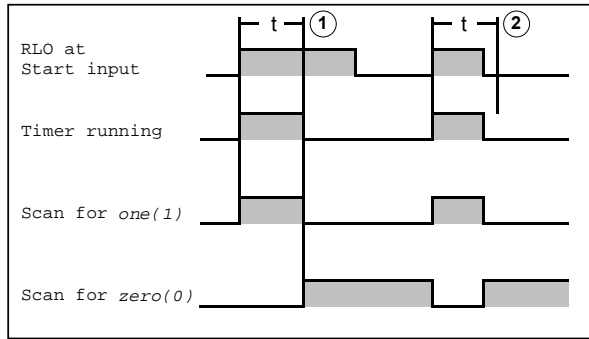 t 1 t 2
RLO at
Start input
Timer running
Scan for one(1)
Scan for zero(0)